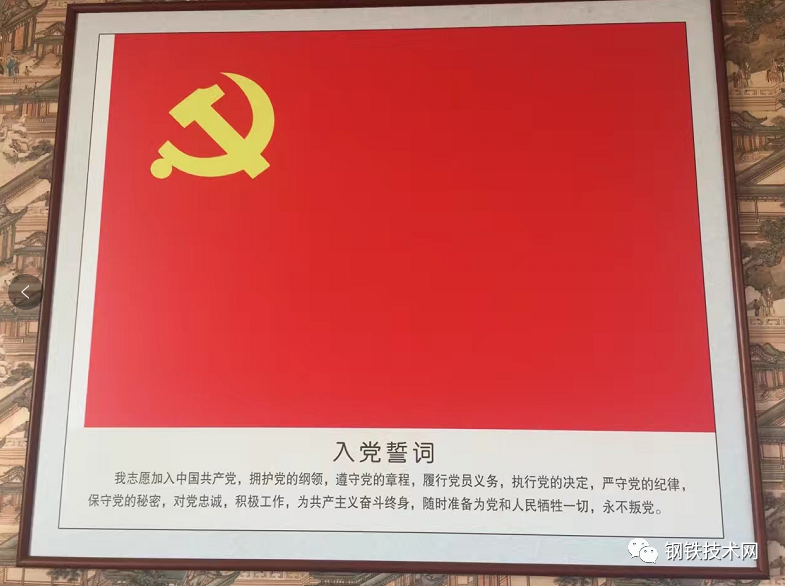 入党誓词
我志愿加入中国共产党，拥护党的纲领，遵守党的章程，履行党员义务，执行党的决定，严守党的纪律，
保守党的秘密，对党忠诚，积极工作，为共产主义奋斗终身，随时准备为党和人民牺牲一切，永不叛党。
钢铁技术网